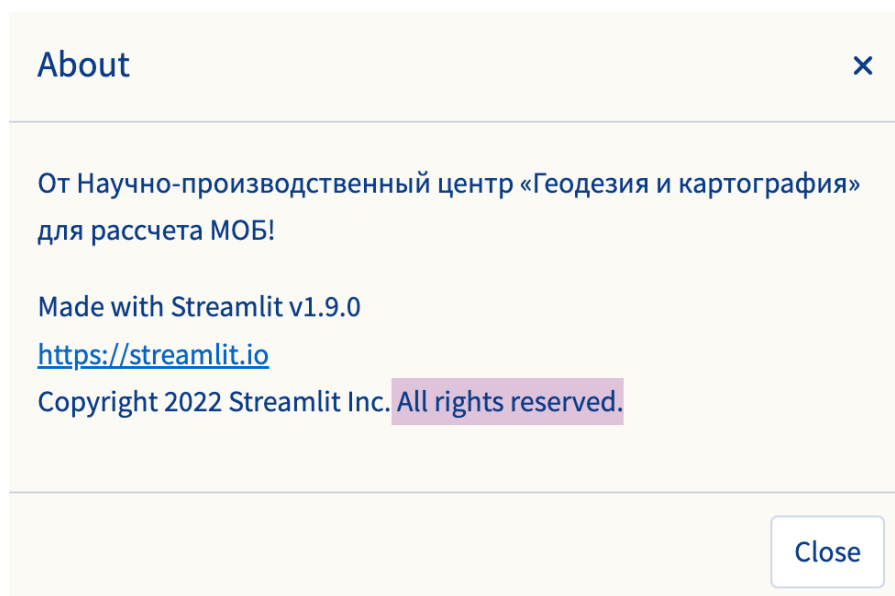 About
×
От Научно-производственный центр «Геодезия и картография»
для рассчета МОБ!
Made with Streamlit v1.9.0
https://streamlit.io
Copyright 2022 Streamlit Inc. All rights reserved.
Close